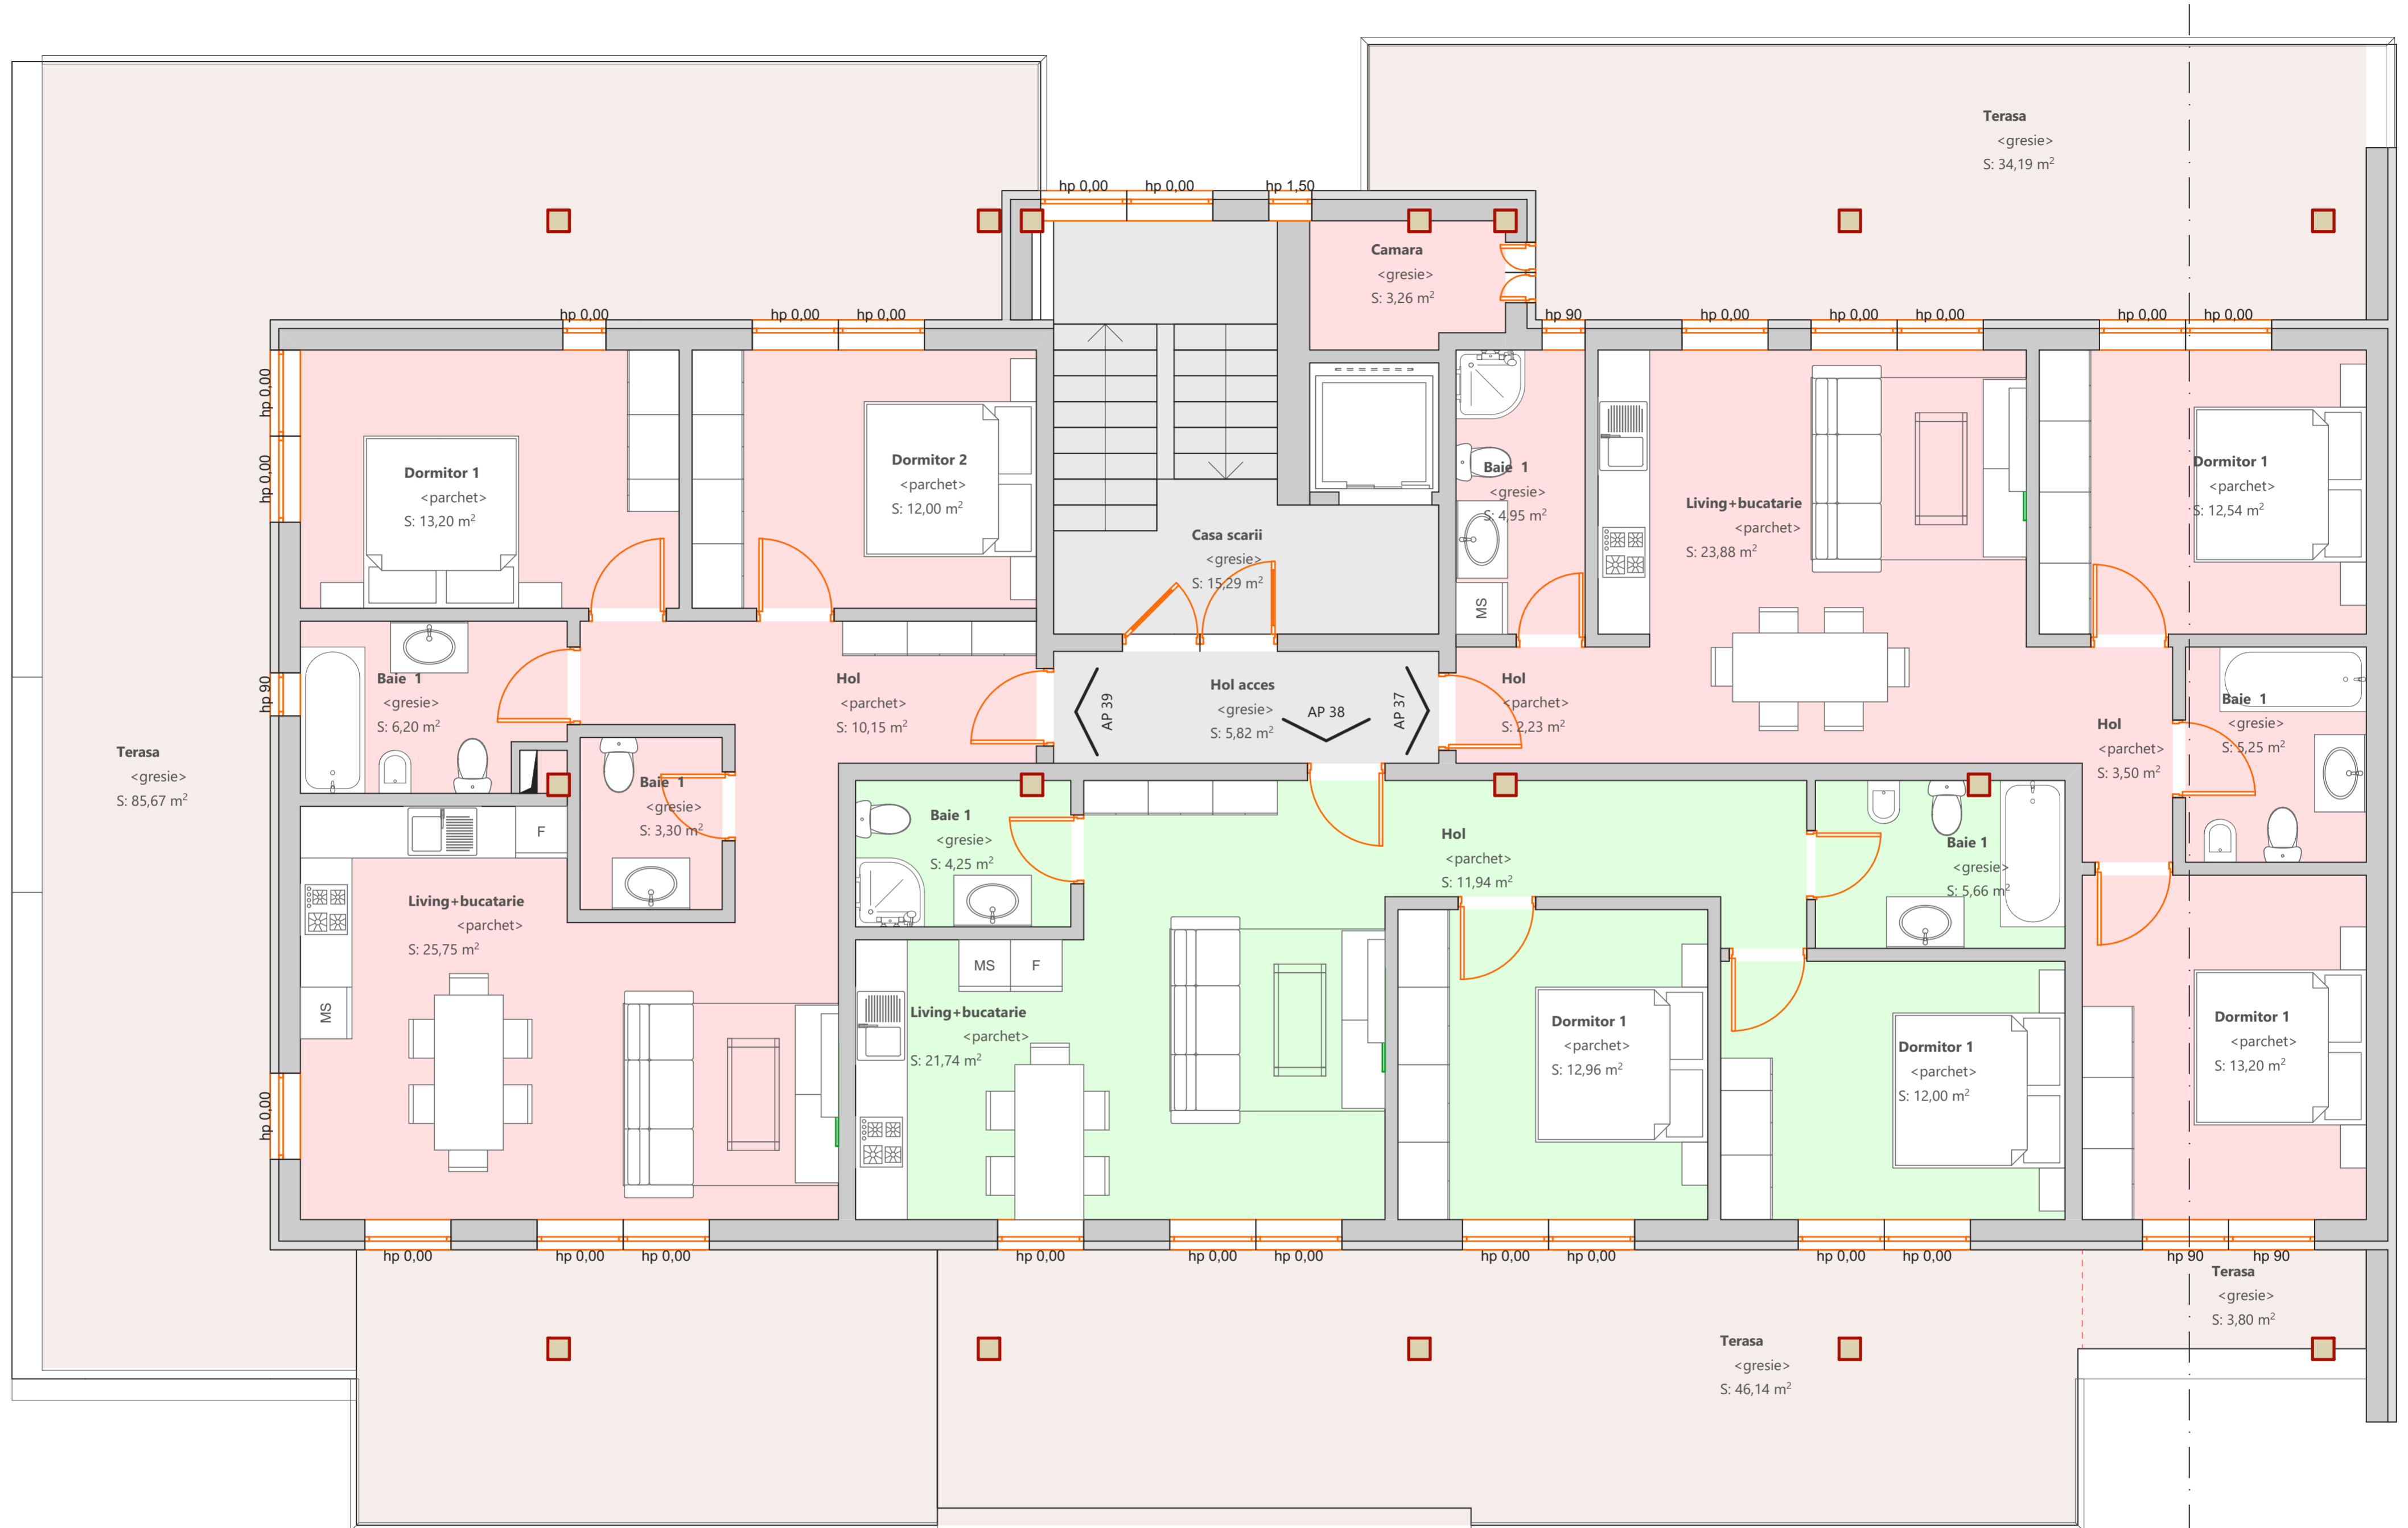 Terasa
<gresie>
S: 34,19 m²
hp 0,00
hp 0,00
hp 1,50
Camara
<gresie>
S: 3,26 m²
hp 0,00
hp 0,00
hp 0,00
hp 90
hp 0,00
hp 0,00
hp 0,00
hp 0,00
hp 0,00
hp 0,00
hp 0,00
Dormitor 1
<parchet>
S: 13,20 m²
Dormitor 2
<parchet>
S: 12,00 m²
Casa scarii
<gresie>
S: 15,29 m²
Baie 1
<gresie>
S: 4,95 m²
MS
Living+bucatarie
<parchet>
S: 23,88 m²
Dormitor 1
<parchet>
S: 12,54 m²
hp 90
Baie 1
<gresie>
S: 6,20 m²
Hol
<parchet>
S: 10,15 m²
AP 39
Hol acces
<gresie>
S: 5,82 m²
AP 38
AP 37
Hol
<parchet>
S: 2,23 m²
Hol
<parchet>
S: 3,50 m²
Baie 1
<gresie>
S: 5,25 m²
Terasa
<gresie>
S: 85,67 m²
Baie 1
<gresie>
S: 3,30 m²
F
Baie 1
<gresie>
S: 4,25 m²
Hol
<parchet>
S: 11,94 m²
Baie 1
<gresie>
S: 5,66 m²
Living+bucatarie
<parchet>
S: 25,75 m²
MS
MS
F
Living+bucatarie
<parchet>
S: 21,74 m²
Dormitor 1
<parchet>
S: 12,96 m²
Dormitor 1
<parchet>
S: 12,00 m²
Dormitor 1
<parchet>
S: 13,20 m²
hp 0,00
hp 0,00
hp 0,00
hp 0,00
hp 0,00
hp 0,00
hp 0,00
hp 0,00
hp 0,00
hp 0,00
hp 0,00
hp 90
hp 90
Terasa
<gresie>
S: 3,80 m²
Terasa
<gresie>
S: 46,14 m²